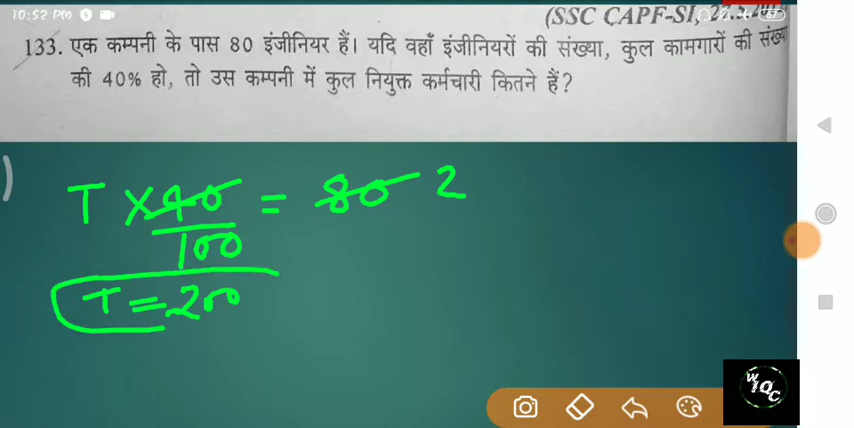 10:52 PM
(SSC CAPF-SI,
133. एक कम्पनी के पास 80 इंजीनियर हैं। यदि वहाँ इंजीनियरों की संख्या, कुल कामगारों की संख्या
की 40% हो, तो उस कम्पनी में कुल नियुक्त कर्मचारी कितने हैं?
T × 40/100 = 80 2
T = 200
WIQC